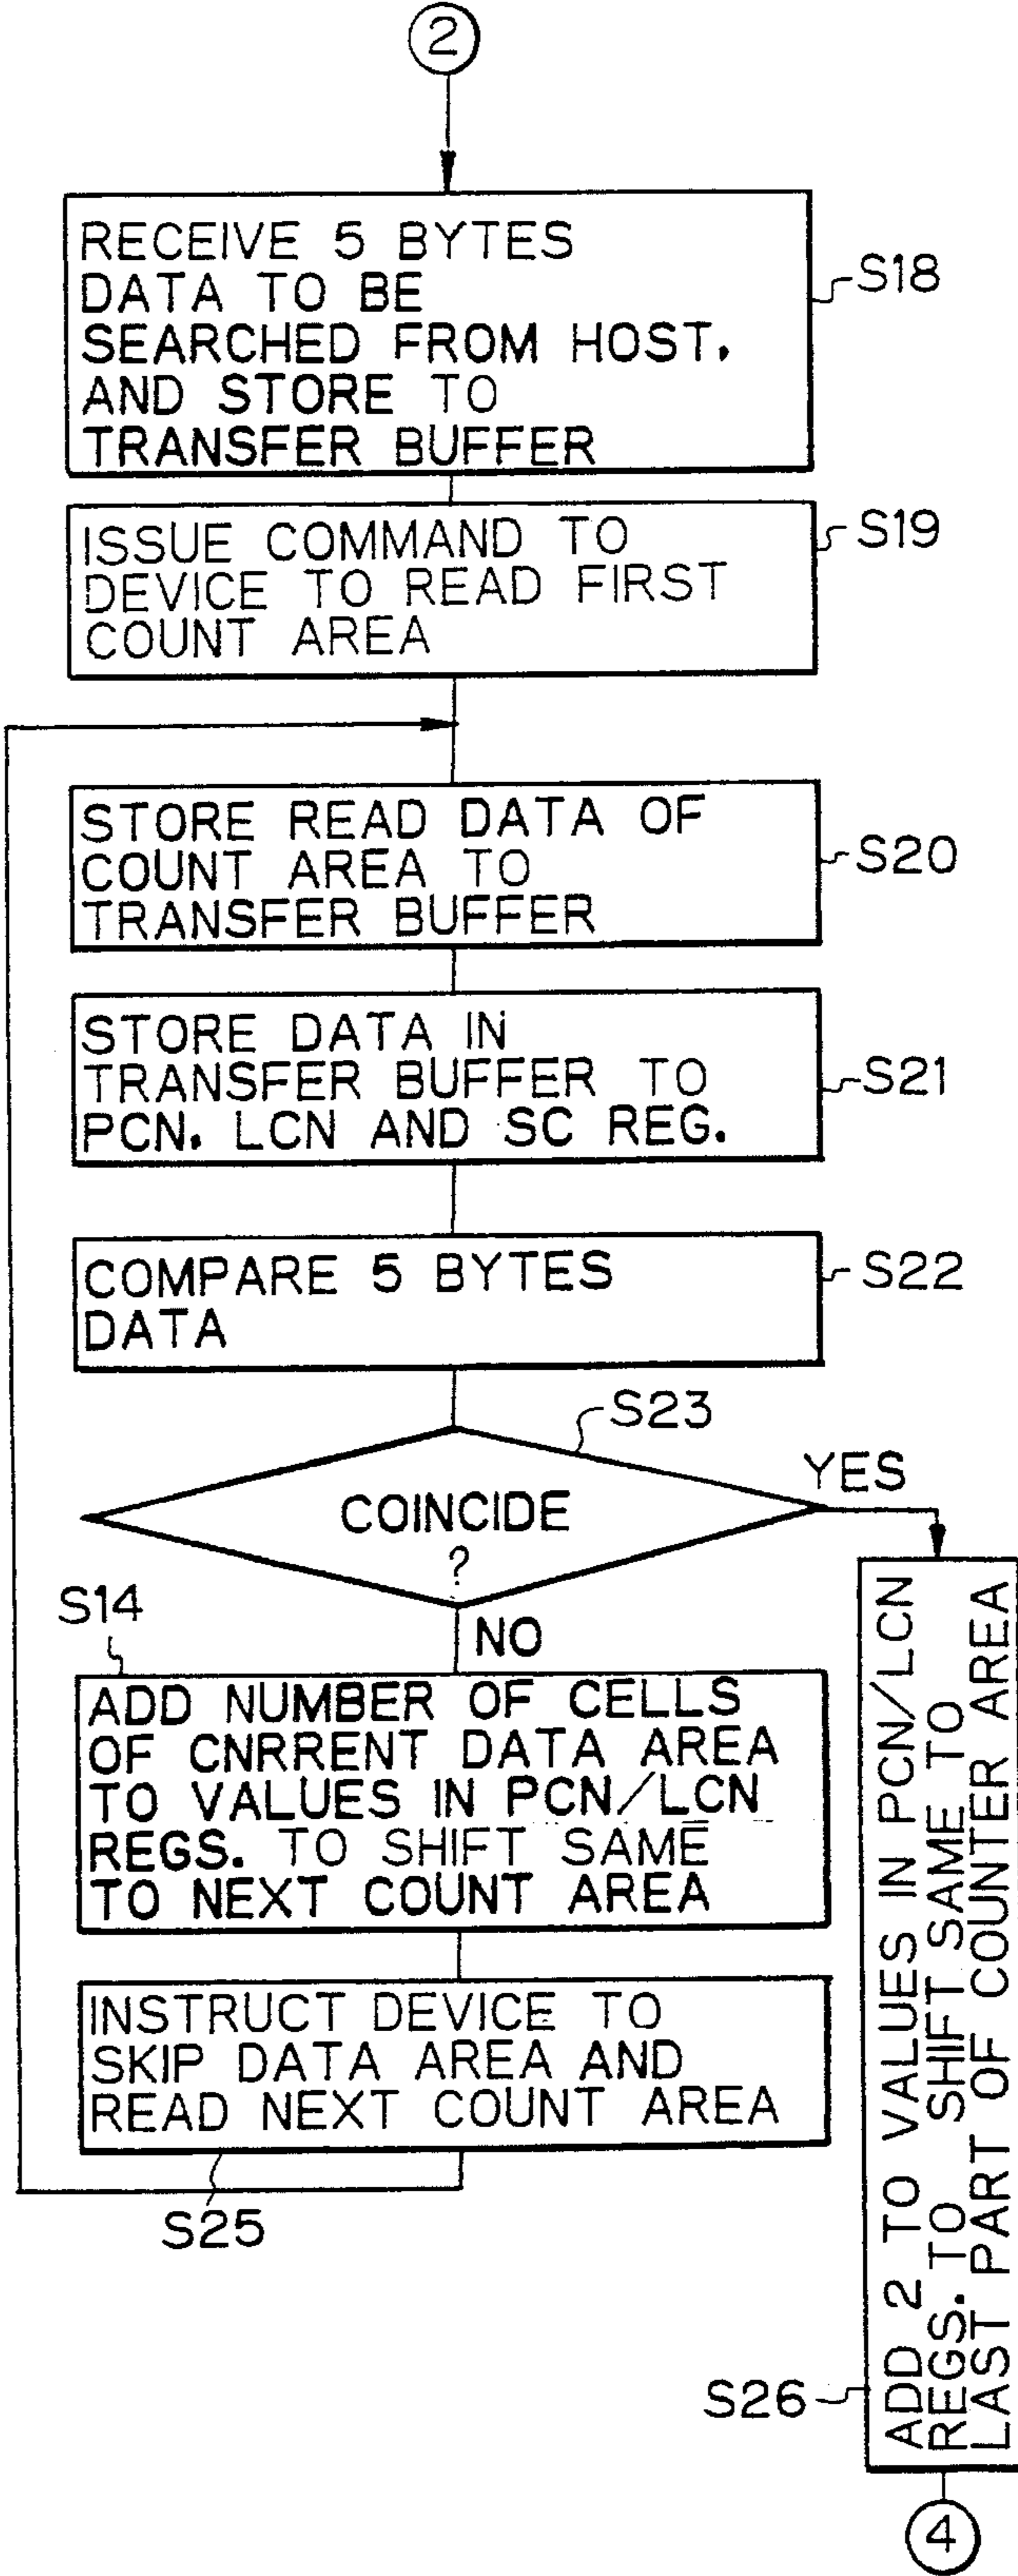 2
RECEIVE 5 BYTES
DATA TO BE
SEARCHED FROM HOST.
AND STORE TO
TRANSFER BUFFER
S18
ISSUE COMMAND TO
DEVICE TO READ FIRST
COUNT AREA
S19
STORE READ DATA OF
COUNT AREA TO
TRANSFER BUFFER
S20
STORE DATA IN
TRANSFER BUFFER TO
PCN. LCN AND SC REG.
S21
COMPARE 5 BYTES
DATA
S22
S23
COINCIDE
?
YES
NO
S14
ADD NUMBER OF CELLS
OF CNRRENT DATA AREA
TO VALUES IN PCN/LCN
REGS. TO SHIFT SAME
TO NEXT COUNT AREA
INSTRUCT DEVICE TO
SKIP DATA AREA AND
READ NEXT COUNT AREA
S25
ADD 2 TO VALUES IN PCN/LCN
REGS. TO SHIFT SAME TO
LAST PART OF COUNTER AREA
S26
4